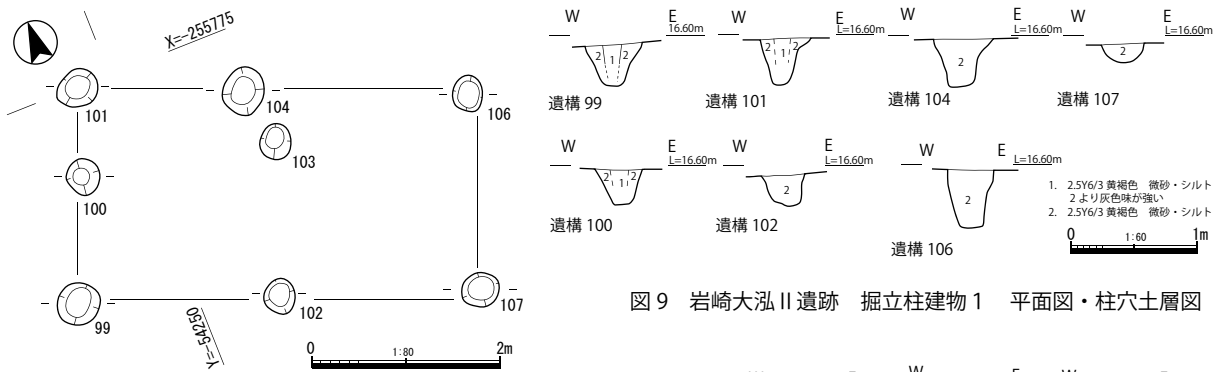 X=-255775
101
104
106
103
100
99
102
107
Y=-54250
0 1:80 2m
W E
16.60m
2 1 2
遺構 99
W E
L=16.60m
2 1 2
遺構 101
W E
L=16.60m
2
遺構 104
W E
L=16.60m
2
遺構 107
W E
L=16.60m
2 1 2
遺構 100
W E
L=16.60m
2
遺構 102
W E
L=16.60m
2
遺構 106
1. 2.5Y6/3 黄褐色 微砂・シルト
2 より灰色味が強い
2. 2.5Y6/3 黄褐色 微砂・シルト
0 1:60 1m
図 9 岩崎大泓Ⅱ遺跡 掘立柱建物 1 平面図・柱穴土層図